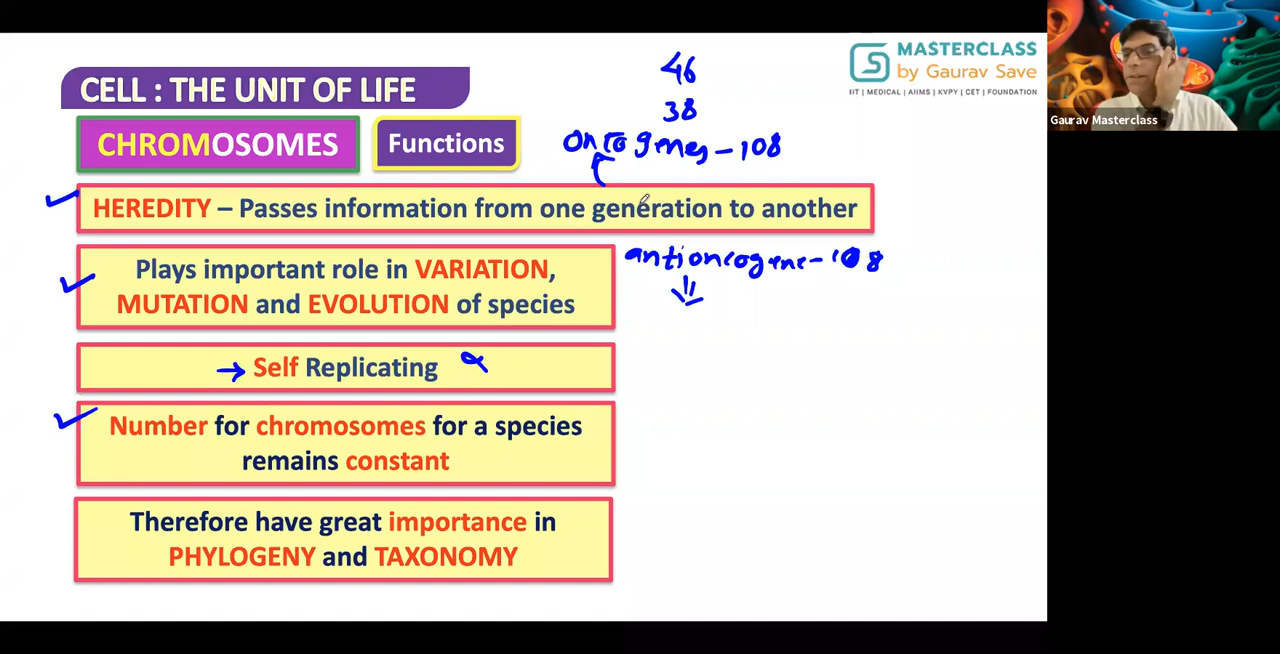 MASTERCLASS
by Gaurav Save
IIT | MEDICAL | AIIMS | KVPY | CET | FOUNDATION
Gaurav Masterclass
46
38
CELL : THE UNIT OF LIFE
CHROMOSOMES
Functions
oncogenes - 108
HEREDITY – Passes information from one generation to another
antioncogene - 108
Plays important role in VARIATION,
MUTATION and EVOLUTION of species
→ Self Replicating
Number for chromosomes for a species
remains constant
Therefore have great importance in
PHYLOGENY and TAXONOMY